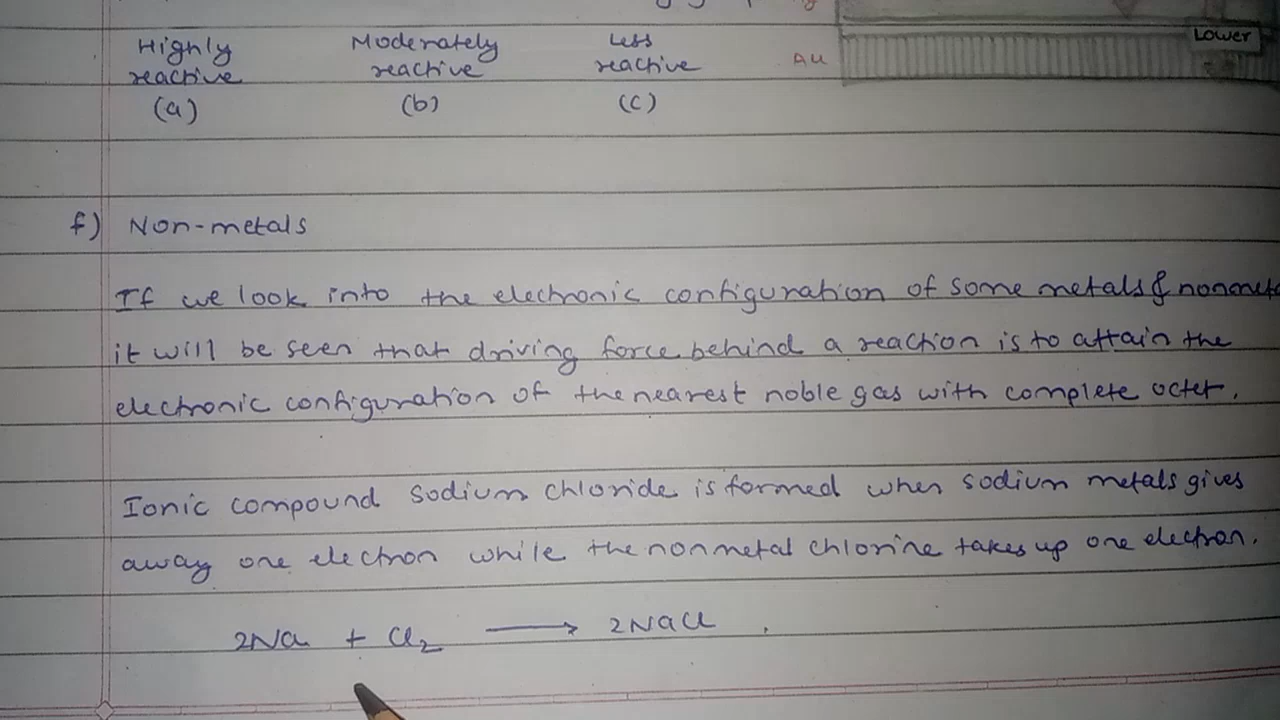 Lower
Highly Moderately Less
reactive reactive reactive Au
(a) (b) (c)
f) Non-metals
If we look into the electronic configuration of some metals & nonmeta
it will be seen that driving force behind a reaction is to attain the
electronic configuration of the nearest noble gas with complete octet.
Ionic compound sodium chloride is formed when sodium metals gives
away one electron while the nonmetal chlorine takes up one electron.
2Na + Cl₂ ⟶ 2NaCl .